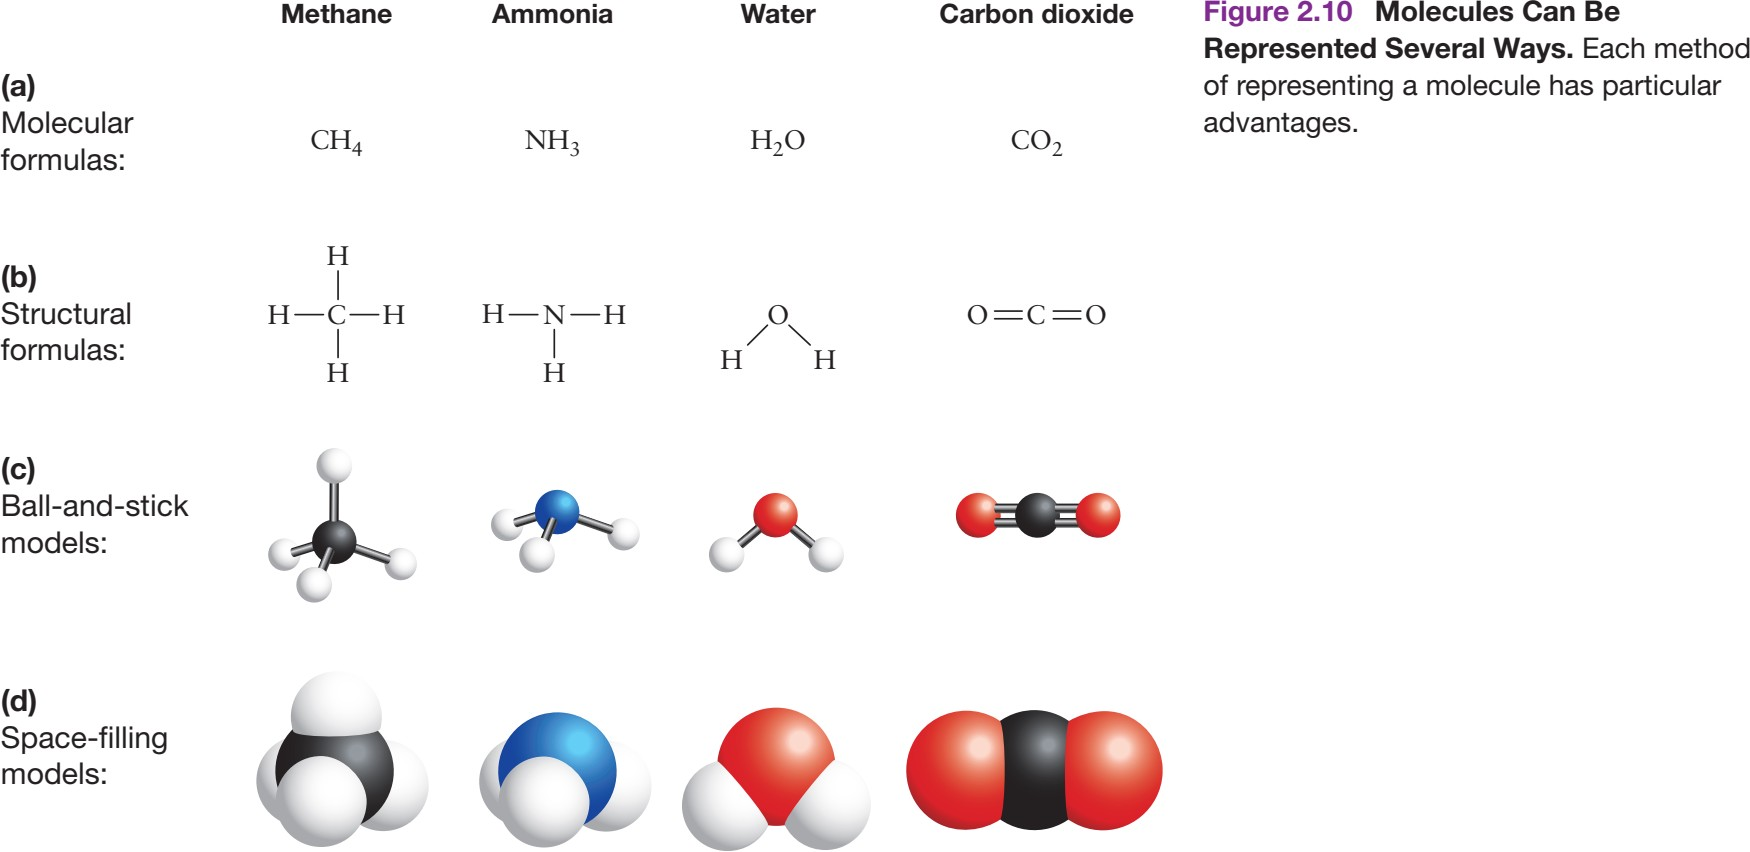 Methane Ammonia Water Carbon dioxide
Figure 2.10 Molecules Can Be
Represented Several Ways. Each method
of representing a molecule has particular
advantages.
(a)
Molecular
formulas:
CH₄ NH₃ H₂O CO₂
(b)
Structural
formulas:
H
H—C—H
H
H—N—H
H
O
H H
O=C=O
(c)
Ball-and-stick
models:
(d)
Space-filling
models: